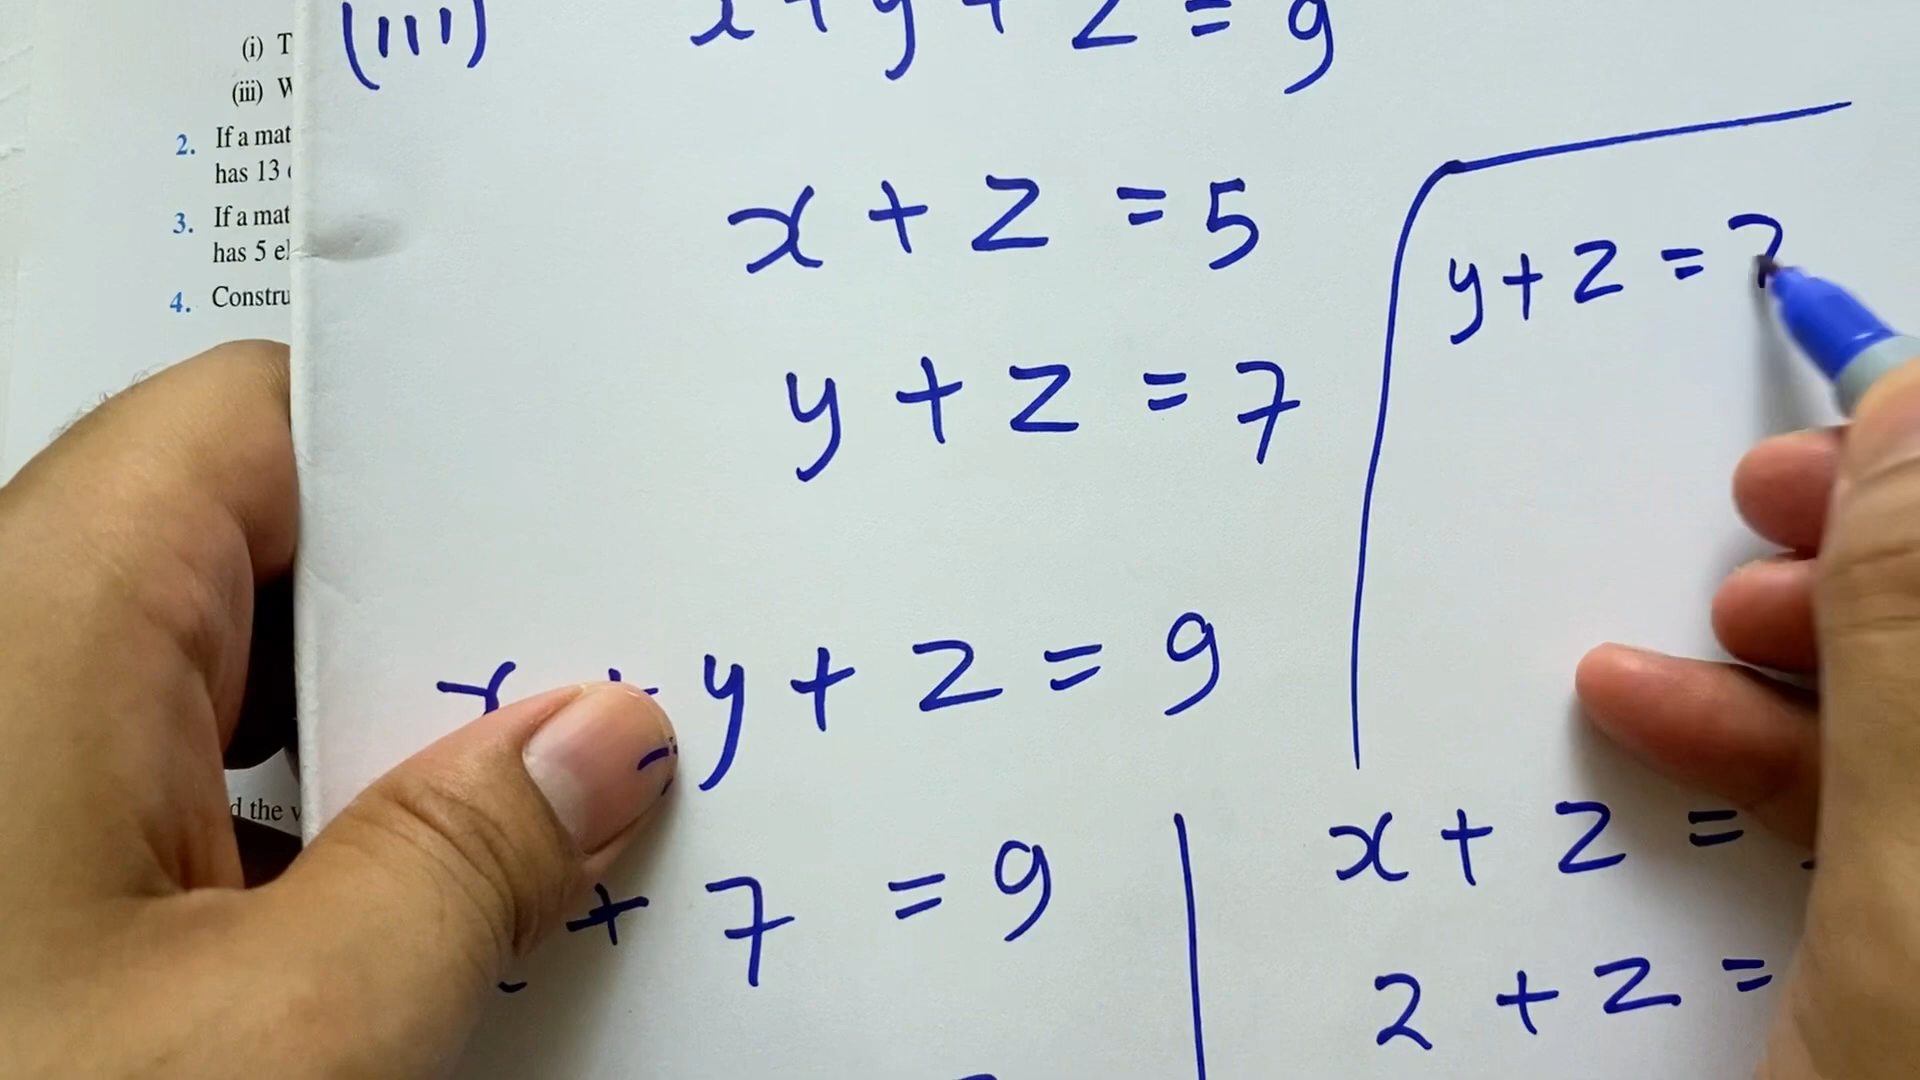 (i) T
(iii) W
2. If a mat
has 13
3. If a mat
has 5 el
4. Constru
d the v
(iii) x + y + z = 9
x + z = 5
y + z = 7
y + z = 7
x + y + z = 9
+ 7 = 9
x + z =
2 + z =